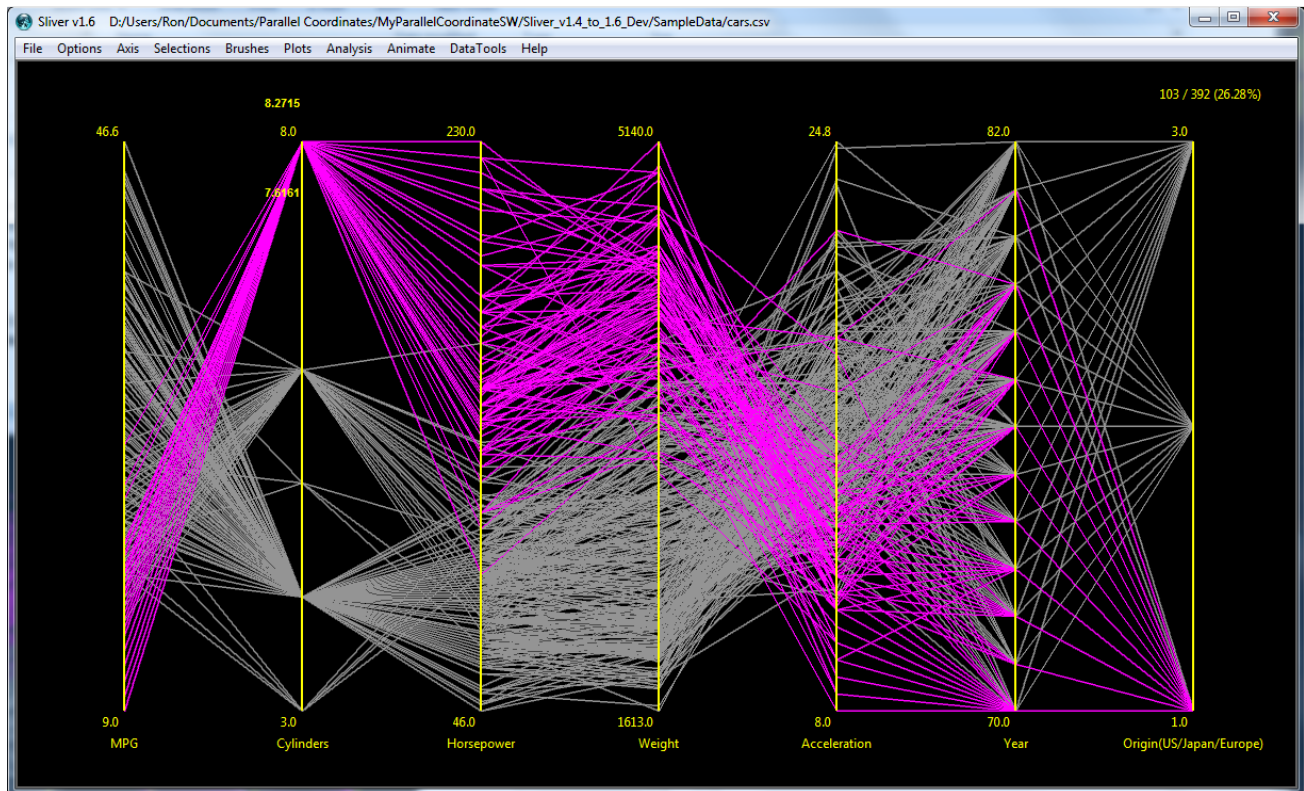 Sliver v1.6 D:/Users/Ron/Documents/Parallel Coordinates/MyParallelCoordinateSW/Sliver_v1.4_to_1.6_Dev/SampleData/cars.csv
File Options Axis Selections Brushes Plots Analysis Animate DataTools Help
103 / 392 (26.28%)
8.2715
46.6 8.0 230.0 5140.0 24.8 82.0 3.0
7.6161
9.0 3.0 46.0 1613.0 8.0 70.0 1.0
MPG Cylinders Horsepower Weight Acceleration Year Origin(US/Japan/Europe)